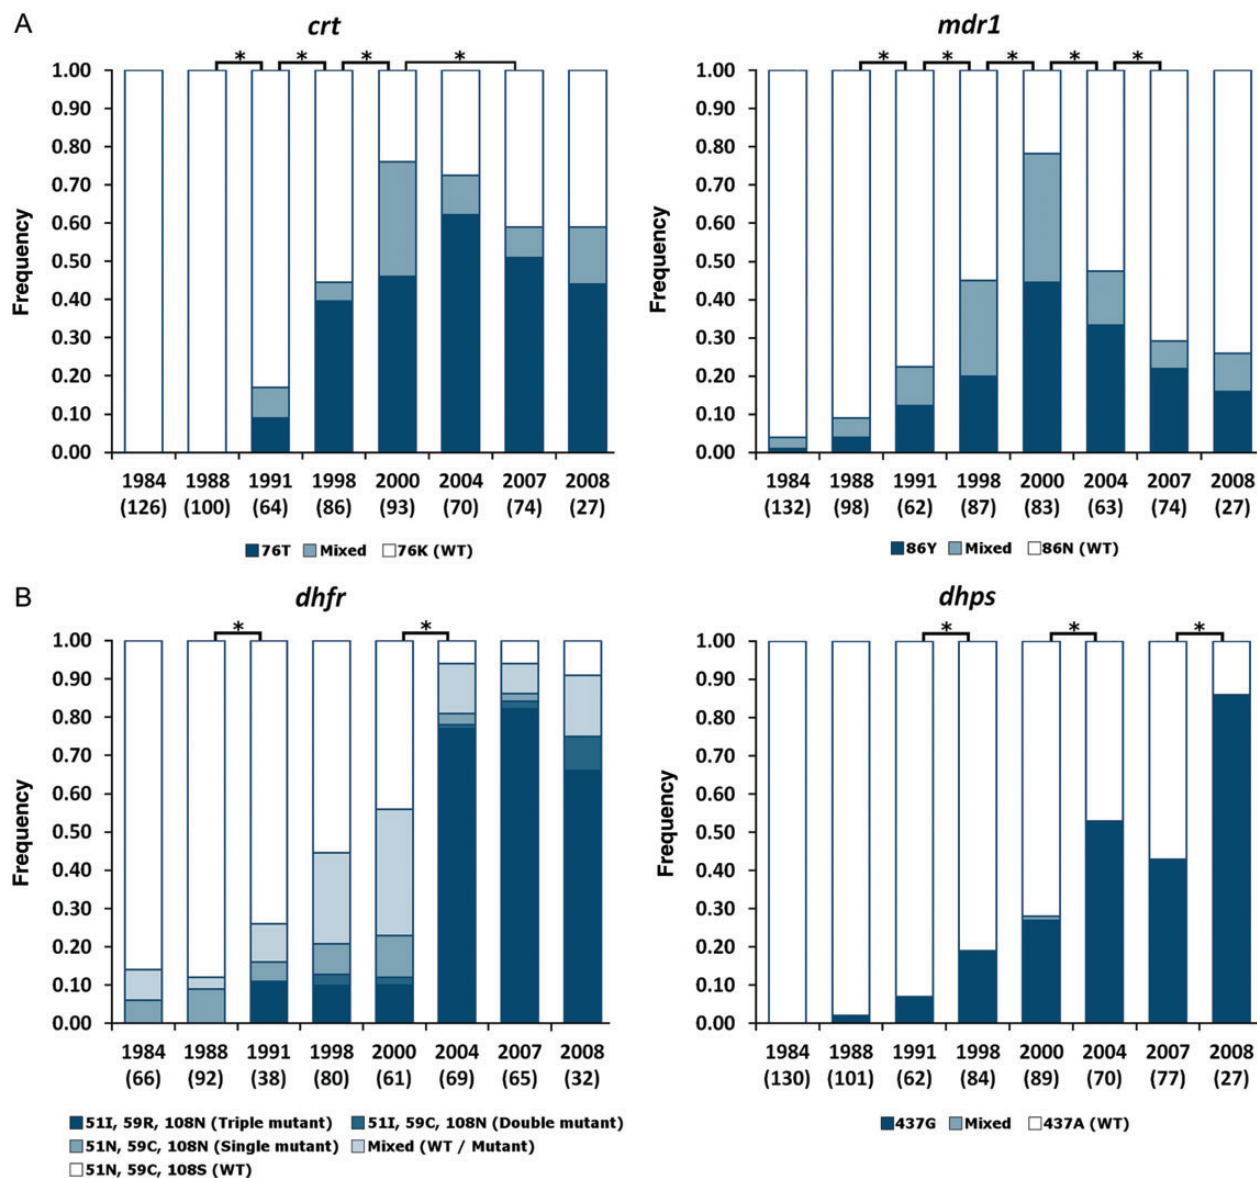 A
crt
* * * *
Frequency
1.00
0.90
0.80
0.70
0.60
0.50
0.40
0.30
0.20
0.10
0.00
1984 1988 1991 1998 2000 2004 2007 2008
(126) (100) (64) (86) (93) (70) (74) (27)
76T Mixed 76K (WT)
mdr1
* * * * *
Frequency
1.00
0.90
0.80
0.70
0.60
0.50
0.40
0.30
0.20
0.10
0.00
1984 1988 1991 1998 2000 2004 2007 2008
(132) (98) (62) (87) (83) (63) (74) (27)
86Y Mixed 86N (WT)
B
dhfr
* *
Frequency
1.00
0.90
0.80
0.70
0.60
0.50
0.40
0.30
0.20
0.10
0.00
1984 1988 1991 1998 2000 2004 2007 2008
(66) (92) (38) (80) (61) (69) (65) (32)
51I, 59R, 108N (Triple mutant) 51I, 59C, 108N (Double mutant)
51N, 59C, 108N (Single mutant) Mixed (WT / Mutant)
51N, 59C, 108S (WT)
dhps
* * *
Frequency
1.00
0.90
0.80
0.70
0.60
0.50
0.40
0.30
0.20
0.10
0.00
1984 1988 1991 1998 2000 2004 2007 2008
(130) (101) (62) (84) (89) (70) (77) (27)
437G Mixed 437A (WT)